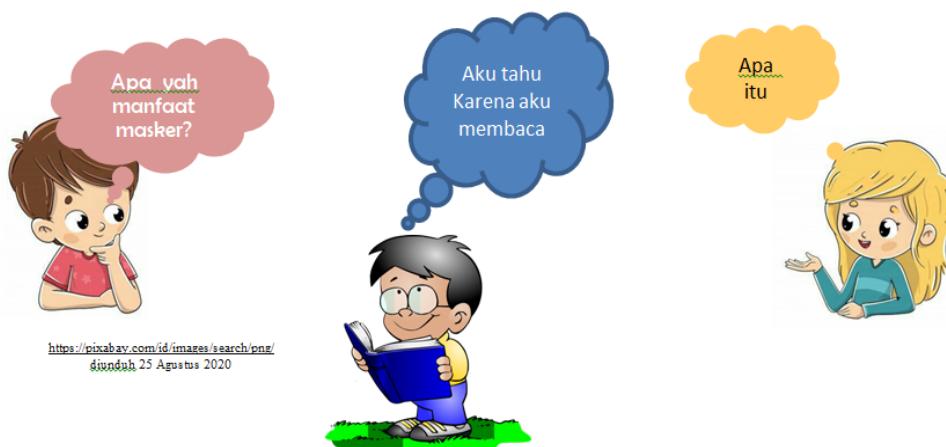 Apa yah
manfaat
masker?
Aku tahu
Karena aku
membaca
Apa
itu
https://pixabay.com/id/images/search/png/
diunduh 25 Agustus 2020